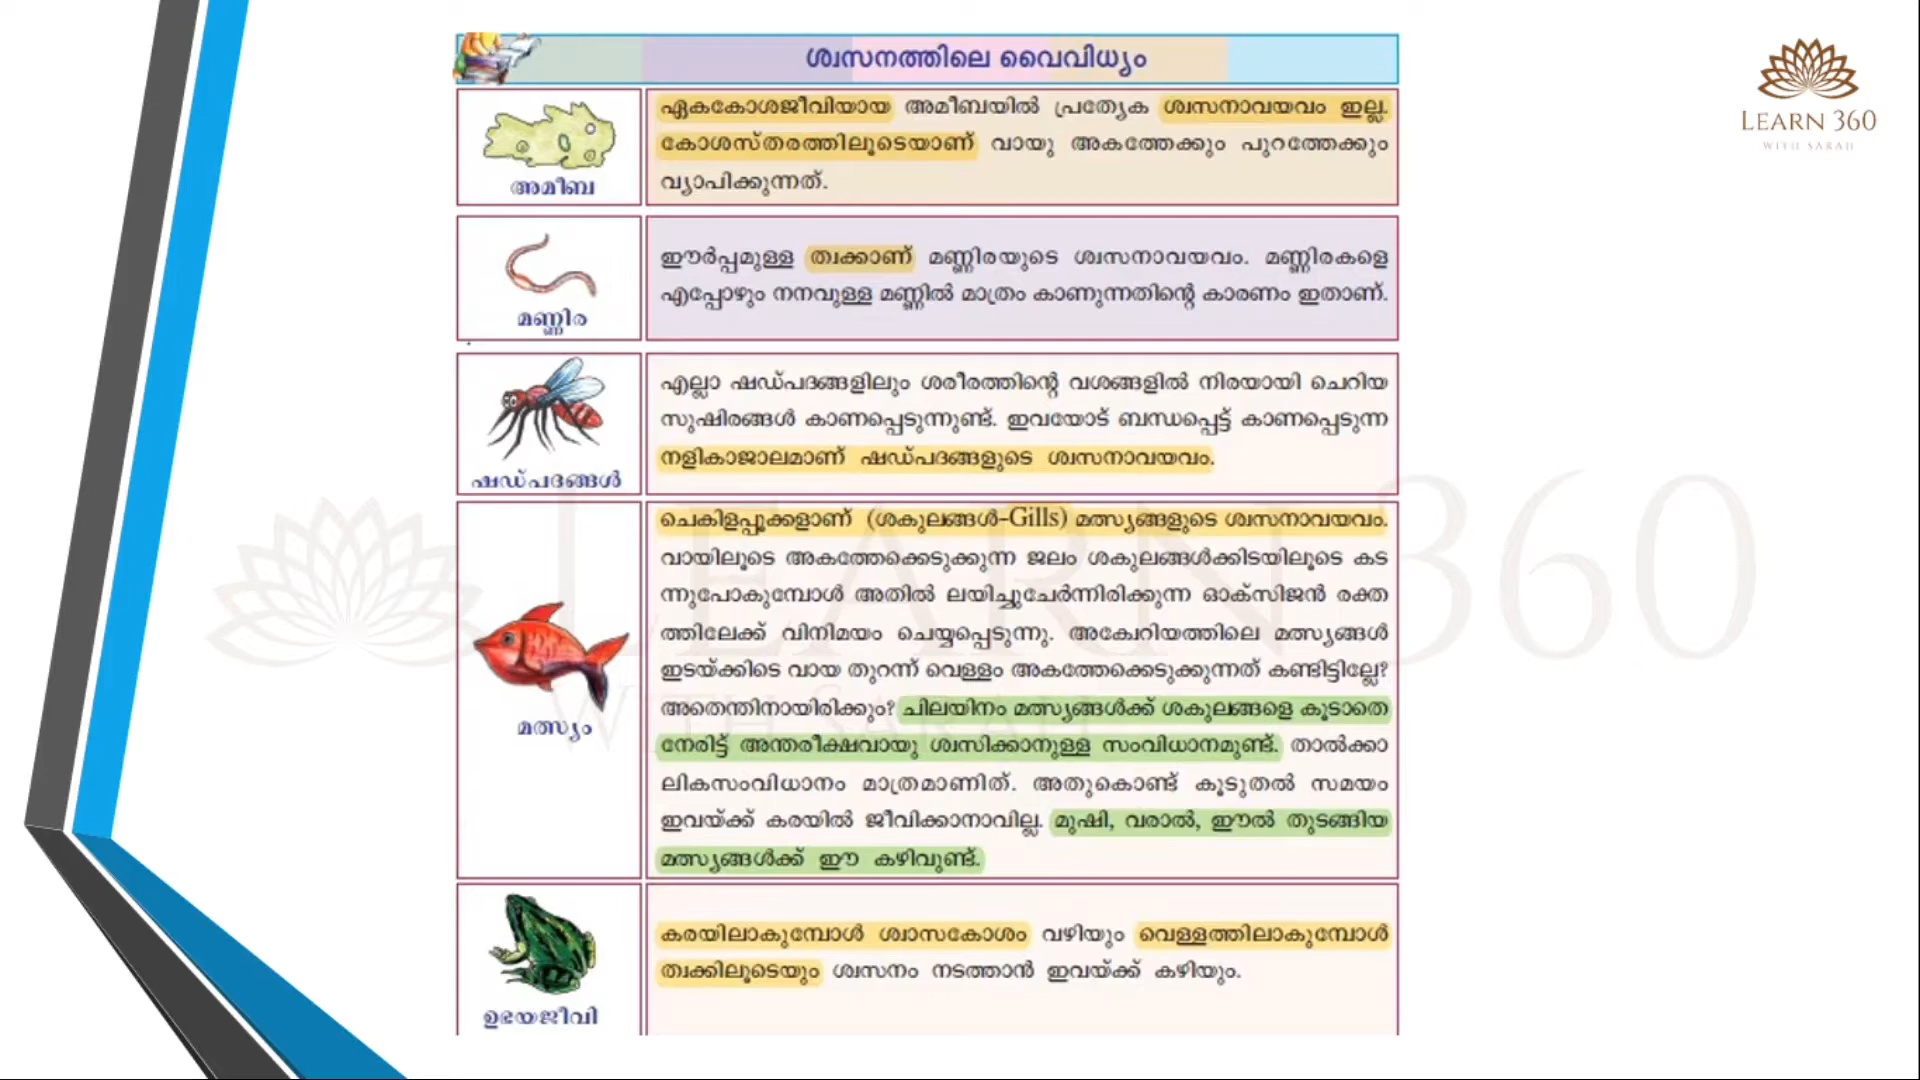 ശ്വസനത്തിലെ വൈവിധ്യം
LEARN 360
WITH SARAH
ഏകകോശജീവിയായ അമീബയിൽ പ്രത്യേക ശ്വസനാവയവം ഇല്ല.
കോശസ്തരത്തിലൂടെയാണ് വായു അകത്തേക്കും പുറത്തേക്കും
വ്യാപിക്കുന്നത്.
അമീബ
ഈർപ്പമുള്ള ത്വക്കാണ് മണ്ണിരയുടെ ശ്വസനാവയവം. മണ്ണിരകളെ
എപ്പോഴും നനവുള്ള മണ്ണിൽ മാത്രം കാണുന്നതിന്റെ കാരണം ഇതാണ്.
മണ്ണിര
എല്ലാ ഷഡ്പദങ്ങളിലും ശരീരത്തിന്റെ വശങ്ങളിൽ നിരയായി ചെറിയ
സുഷിരങ്ങൾ കാണപ്പെടുന്നുണ്ട്. ഇവയോട് ബന്ധപ്പെട്ട് കാണപ്പെടുന്ന
നളികാജാലമാണ് ഷഡ്പദങ്ങളുടെ ശ്വസനാവയവം.
ഷഡ്പദങ്ങൾ
ചെകിളപ്പൂക്കളാണ് (ശകുലങ്ങൾ-Gills) മത്സ്യങ്ങളുടെ ശ്വസനാവയവം.
വായിലൂടെ അകത്തേക്കെടുക്കുന്ന ജലം ശകുലങ്ങൾക്കിടയിലൂടെ കട
ന്നുപോകുമ്പോൾ അതിൽ ലയിച്ചുചേർന്നിരിക്കുന്ന ഓക്സിജൻ രക്ത
ത്തിലേക്ക് വിനിമയം ചെയ്യപ്പെടുന്നു. അക്വേറിയത്തിലെ മത്സ്യങ്ങൾ
ഇടയ്ക്കിടെ വായ തുറന്ന് വെള്ളം അകത്തേക്കെടുക്കുന്നത് കണ്ടിട്ടില്ലേ?
അതെന്തിനായിരിക്കും? ചിലയിനം മത്സ്യങ്ങൾക്ക് ശകുലങ്ങളെ കൂടാതെ
നേരിട്ട് അന്തരീക്ഷവായു ശ്വസിക്കാനുള്ള സംവിധാനമുണ്ട്. താൽക്കാ
ലികസംവിധാനം മാത്രമാണിത്. അതുകൊണ്ട് കൂടുതൽ സമയം
ഇവയ്ക്ക് കരയിൽ ജീവിക്കാനാവില്ല. മുഷി, വരാൽ, ഈൽ തുടങ്ങിയ
മത്സ്യങ്ങൾക്ക് ഈ കഴിവുണ്ട്.
മത്സ്യം
കരയിലാകുമ്പോൾ ശ്വാസകോശം വഴിയും വെള്ളത്തിലാകുമ്പോൾ
ത്വക്കിലൂടെയും ശ്വസനം നടത്താൻ ഇവയ്ക്ക് കഴിയും.
ഉഭയജീവി
LEARN 360
WITH SARAH